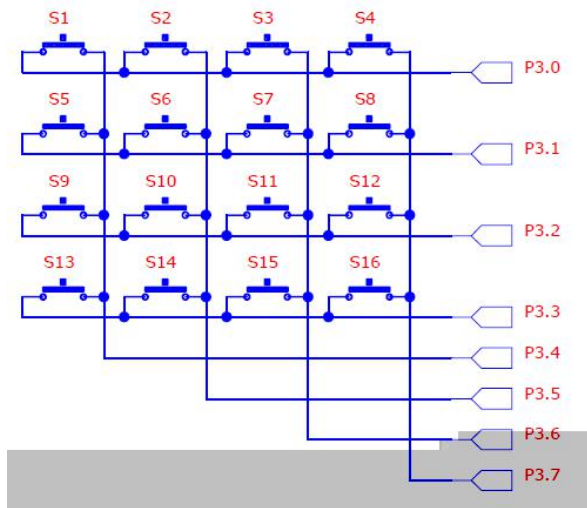 S1 S2 S3 S4
P3.0
S5 S6 S7 S8
P3.1
S9 S10 S11 S12
P3.2
S13 S14 S15 S16
P3.3
P3.4
P3.5
P3.6
P3.7